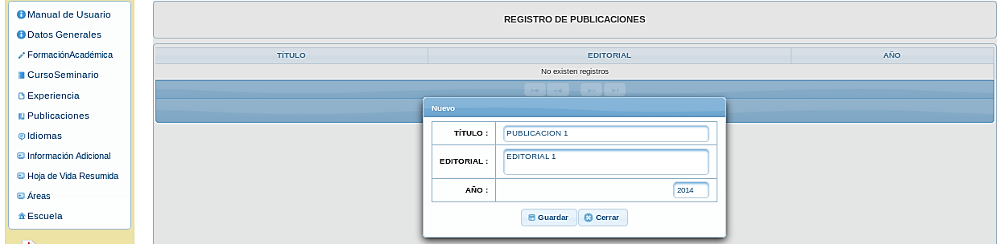 Manual de Usuario
Datos Generales
FormaciónAcadémica
CursoSeminario
Experiencia
Publicaciones
Idiomas
Información Adicional
Hoja de Vida Resumida
Áreas
Escuela
REGISTRO DE PUBLICACIONES
TÍTULO EDITORIAL AÑO
No existen registros
Nuevo
TÍTULO : PUBLICACION 1
EDITORIAL : EDITORIAL 1
AÑO : 2014
Guardar Cerrar